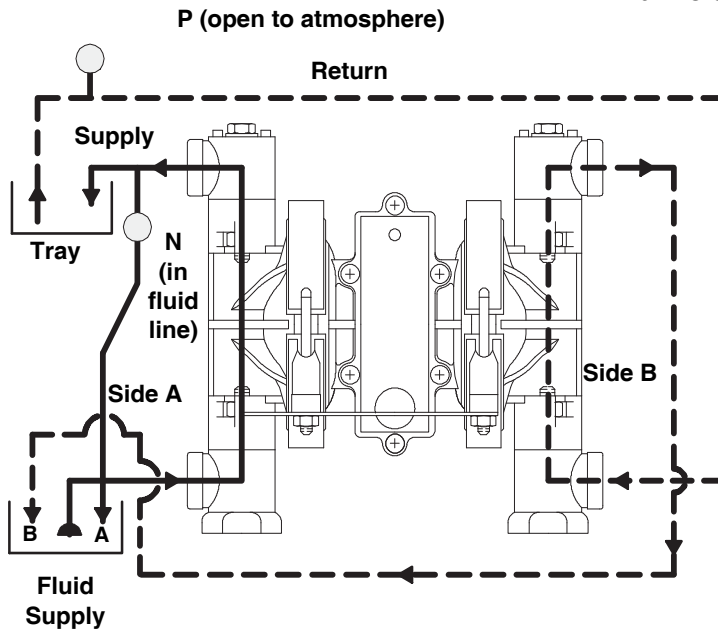 P (open to atmosphere)
Return
Supply
Tray
N
(in
fluid
line)
Side A
Side B
B
A
Fluid
Supply